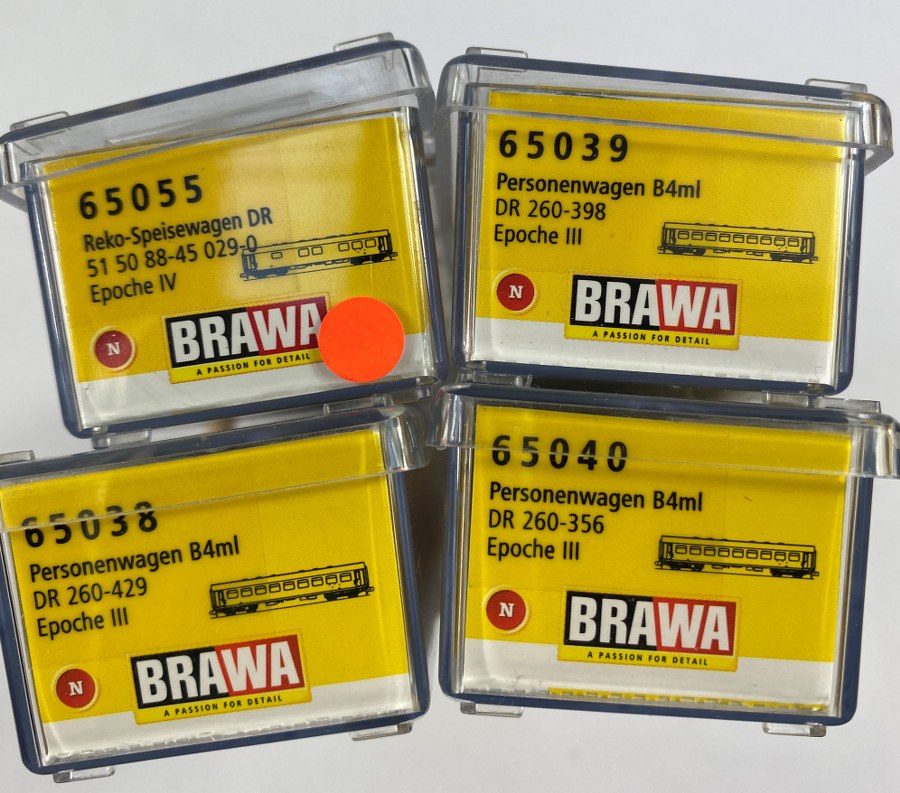 65055
Reko-Speisewagen DR
51 50 88-45 029-0
Epoche IV
N
BRAWA
A PASSION FOR DETAIL
65039
Personenwagen B4ml
DR 260-398
Epoche III
N
BRAWA
A PASSION FOR DETAIL
65038
Personenwagen B4ml
DR 260-429
Epoche III
N
BRAWA
A PASSION FOR DETAIL
65040
Personenwagen B4ml
DR 260-356
Epoche III
N
BRAWA
A PASSION FOR DETAIL